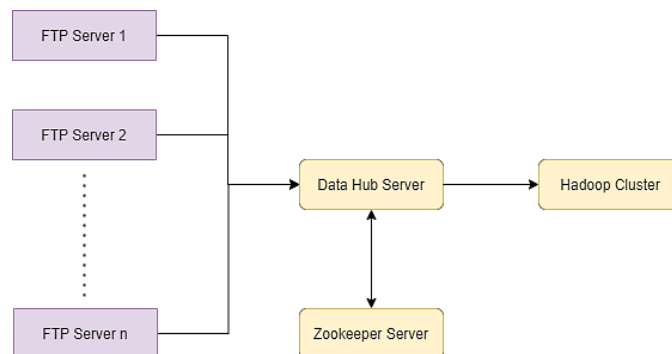 FTP Server 1
FTP Server 2
Data Hub Server
Hadoop Cluster
FTP Server n
Zookeeper Server